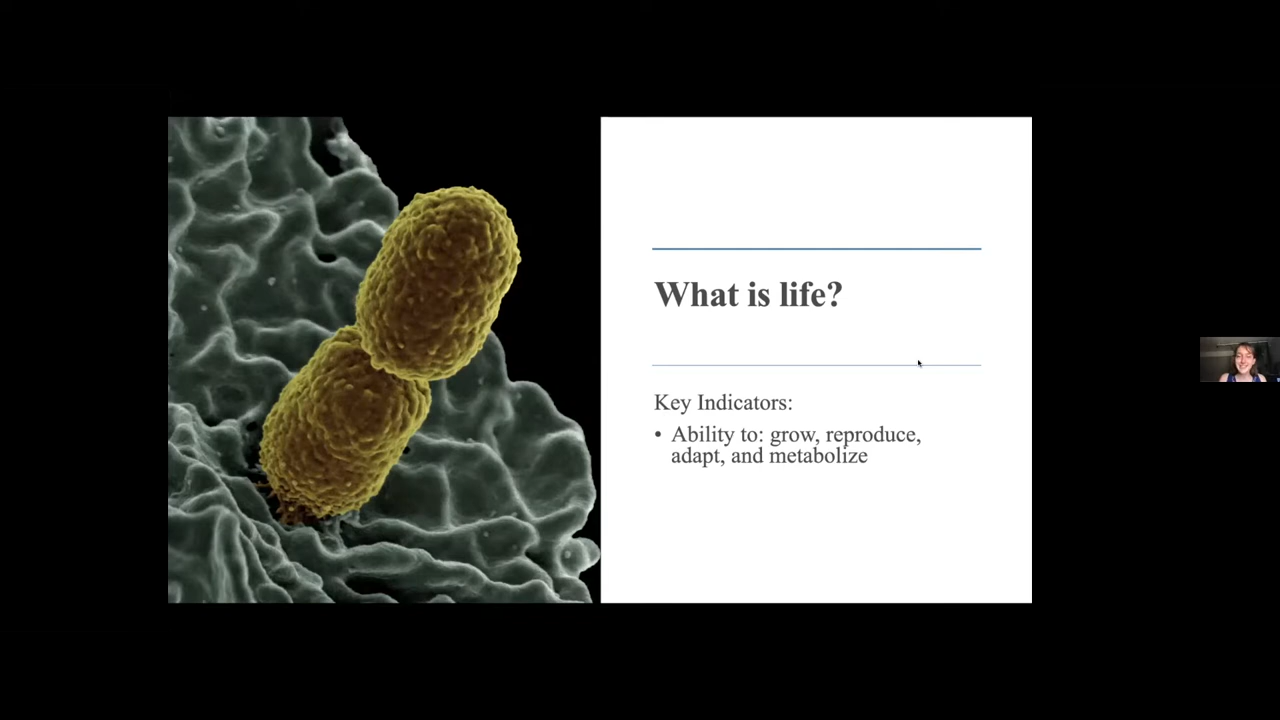 What is life?
Key Indicators:
• Ability to: grow, reproduce,
adapt, and metabolize